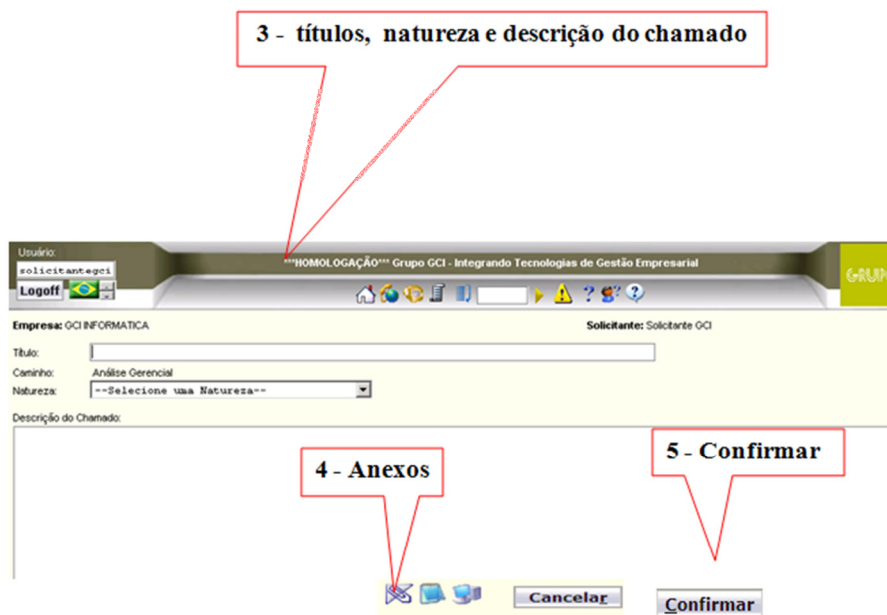 3 - títulos, natureza e descrição do chamado
Usuário:
solicitantegci
Logoff
***HOMOLOGAÇÃO*** Grupo GCI - Integrando Tecnologias de Gestão Empresarial
GRUPO
Empresa: GCI INFORMATICA
Solicitante: Solicitante GCI
Título:
Caminho: Análise Gerencial
Natureza: --Selecione uma Natureza--
Descrição do Chamado:
4 - Anexos
5 - Confirmar
Cancelar
Confirmar